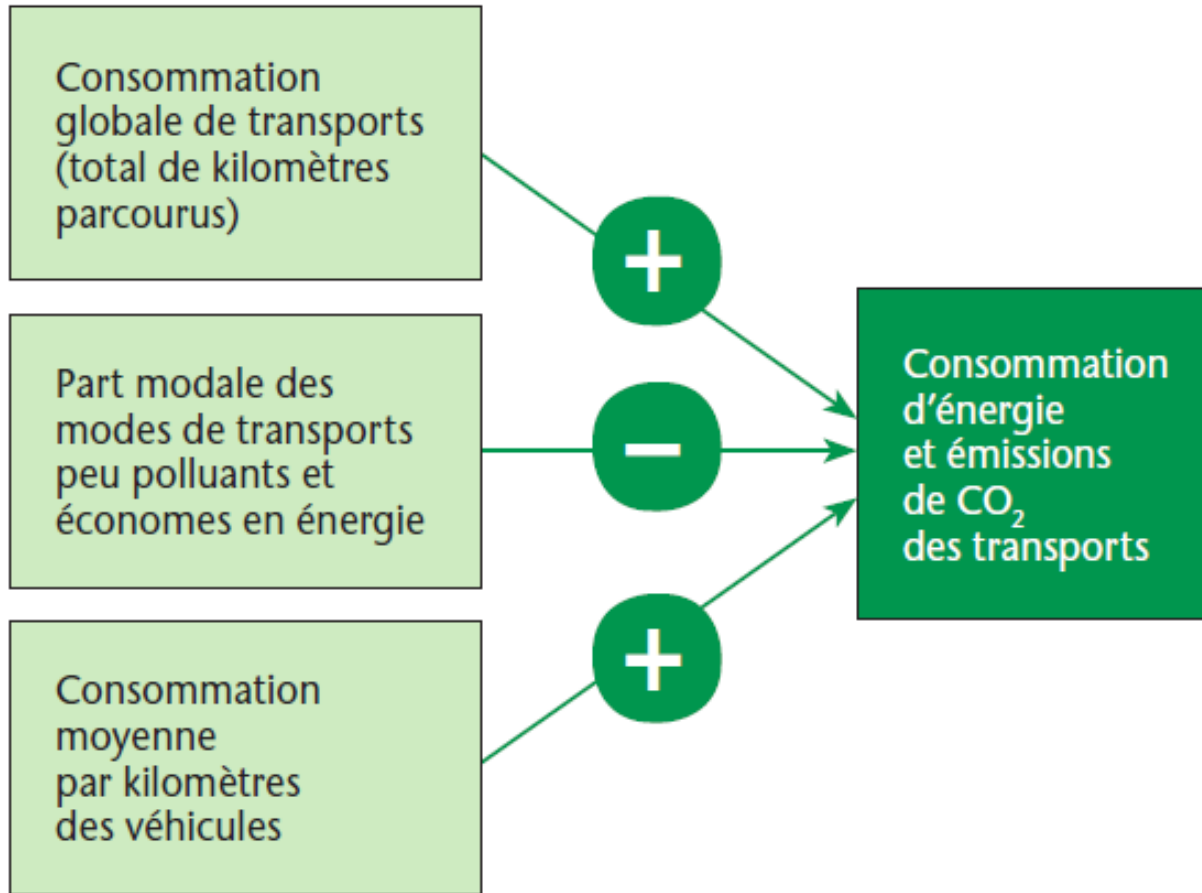 Consommation
globale de transports
(total de kilomètres
parcourus)
+
Part modale des
modes de transports
peu polluants et
économes en énergie
−
Consommation
moyenne
par kilomètres
des véhicules
+
Consommation
d’énergie
et émissions
de CO₂
des transports